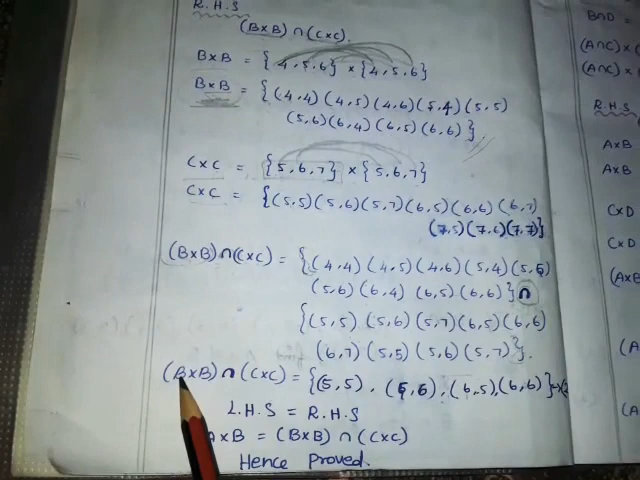 R.H.S
(B×B) ∩ (C×C).
B×B = {4,5,6} × {4,5,6}
B×B = {(4,4) (4,5) (4,6) (5,4) (5,5)
(5,6) (6,4) (6,5) (6,6)}
C×C = {5,6,7} × {5,6,7}
C×C = {(5,5) (5,6) (5,7) (6,5) (6,6) (6,7)
(7,5) (7,6) (7,7)}
(B×B) ∩ (C×C) = {(4,4) (4,5) (4,6) (5,4) (5,5)
(5,6) (6,4) (6,5) (6,6)} ∩
{(5,5) (5,6) (5,7) (6,5) (6,6)
(6,7) (5,5) (5,6) (5,7)}.
(B×B) ∩ (C×C) = {(5,5), (5,6), (6,5), (6,6)}
L.H.S = R.H.S
A×B = (B×B) ∩ (C×C)
Hence Proved.
B∩D =
(A∩C)×(
(A∩C)×(
R.H.S
A×B
A×B
C×D
C×D
(A×B
(A
(A